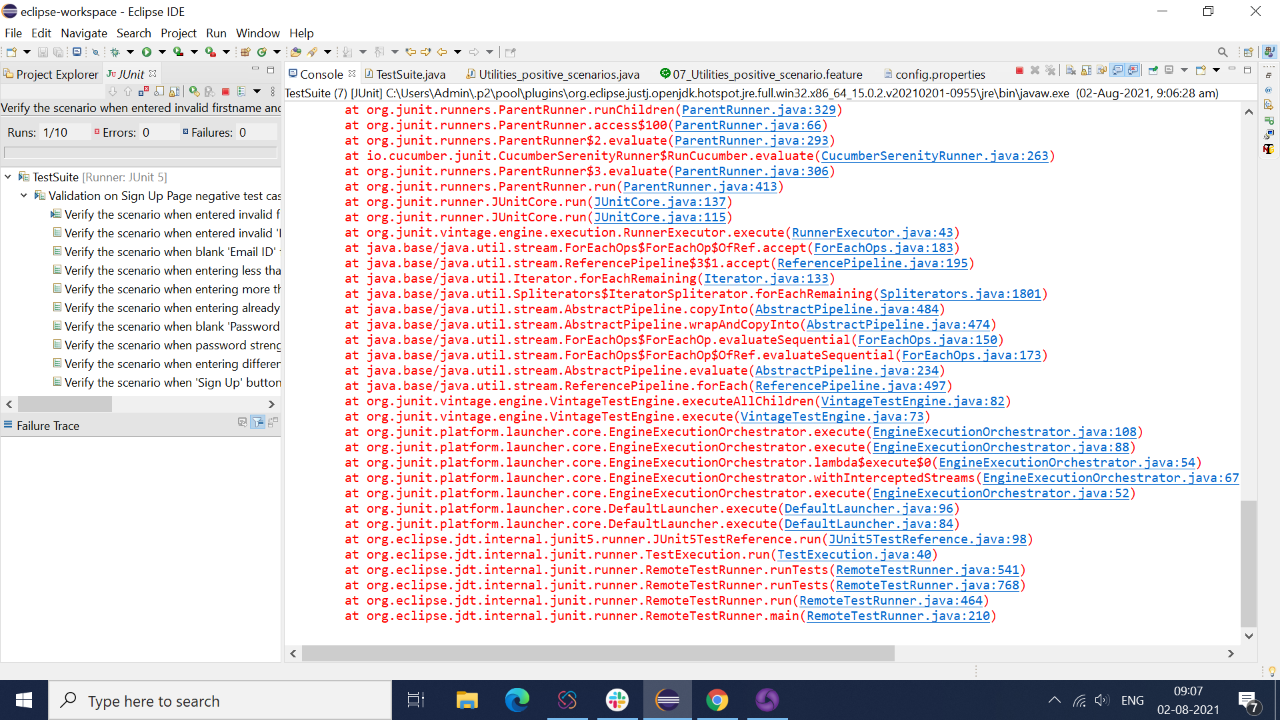 eclipse-workspace - Eclipse IDE
File Edit Navigate Search Project Run Window Help
Project Explorer
JUnit
Verify the scenario when entered invalid firstname and
Runs: 1/10 Errors: 0 Failures: 0
TestSuite [Runner: JUnit 5]
Validation on Sign Up Page negative test cas
Verify the scenario when entered invalid f
Verify the scenario when entered invalid '
Verify the scenario when blank 'Email ID'
Verify the scenario when entering less tha
Verify the scenario when entering more th
Verify the scenario when entering already
Verify the scenario when blank 'Password
Verify the scenario when password streng
Verify the scenario when entering differen
Verify the scenario when 'Sign Up' button
Failure Trace
Console TestSuite.java Utilities_positive_scenarios.java 07_Utilities_positive_scenario.feature config.properties
TestSuite (7) [JUnit] C:\Users\Admin\.p2\pool\plugins\org.eclipse.justj.openjdk.hotspot.jre.full.win32.x86_64_15.0.2.v20210201-0955\jre\bin\javaw.exe (02-Aug-2021, 9:06:28 am)
at org.junit.runners.ParentRunner.runChildren(ParentRunner.java:329)
at org.junit.runners.ParentRunner.access$100(ParentRunner.java:66)
at org.junit.runners.ParentRunner$2.evaluate(ParentRunner.java:293)
at io.cucumber.junit.CucumberSerenityRunner$RunCucumber.evaluate(CucumberSerenityRunner.java:263)
at org.junit.runners.ParentRunner$3.evaluate(ParentRunner.java:306)
at org.junit.runners.ParentRunner.run(ParentRunner.java:413)
at org.junit.runner.JUnitCore.run(JUnitCore.java:137)
at org.junit.runner.JUnitCore.run(JUnitCore.java:115)
at org.junit.vintage.engine.execution.RunnerExecutor.execute(RunnerExecutor.java:43)
at java.base/java.util.stream.ForEachOps$ForEachOp$OfRef.accept(ForEachOps.java:183)
at java.base/java.util.stream.ReferencePipeline$3$1.accept(ReferencePipeline.java:195)
at java.base/java.util.Iterator.forEachRemaining(Iterator.java:133)
at java.base/java.util.Spliterators$IteratorSpliterator.forEachRemaining(Spliterators.java:1801)
at java.base/java.util.stream.AbstractPipeline.copyInto(AbstractPipeline.java:484)
at java.base/java.util.stream.AbstractPipeline.wrapAndCopyInto(AbstractPipeline.java:474)
at java.base/java.util.stream.ForEachOps$ForEachOp.evaluateSequential(ForEachOps.java:150)
at java.base/java.util.stream.ForEachOps$ForEachOp$OfRef.evaluateSequential(ForEachOps.java:173)
at java.base/java.util.stream.AbstractPipeline.evaluate(AbstractPipeline.java:234)
at java.base/java.util.stream.ReferencePipeline.forEach(ReferencePipeline.java:497)
at org.junit.vintage.engine.VintageTestEngine.executeAllChildren(VintageTestEngine.java:82)
at org.junit.vintage.engine.VintageTestEngine.execute(VintageTestEngine.java:73)
at org.junit.platform.launcher.core.EngineExecutionOrchestrator.execute(EngineExecutionOrchestrator.java:108)
at org.junit.platform.launcher.core.EngineExecutionOrchestrator.execute(EngineExecutionOrchestrator.java:88)
at org.junit.platform.launcher.core.EngineExecutionOrchestrator.lambda$execute$0(EngineExecutionOrchestrator.java:54)
at org.junit.platform.launcher.core.EngineExecutionOrchestrator.withInterceptedStreams(EngineExecutionOrchestrator.java:67
at org.junit.platform.launcher.core.EngineExecutionOrchestrator.execute(EngineExecutionOrchestrator.java:52)
at org.junit.platform.launcher.core.DefaultLauncher.execute(DefaultLauncher.java:96)
at org.junit.platform.launcher.core.DefaultLauncher.execute(DefaultLauncher.java:84)
at org.eclipse.jdt.internal.junit5.runner.JUnit5TestReference.run(JUnit5TestReference.java:98)
at org.eclipse.jdt.internal.junit.runner.TestExecution.run(TestExecution.java:40)
at org.eclipse.jdt.internal.junit.runner.RemoteTestRunner.runTests(RemoteTestRunner.java:541)
at org.eclipse.jdt.internal.junit.runner.RemoteTestRunner.runTests(RemoteTestRunner.java:768)
at org.eclipse.jdt.internal.junit.runner.RemoteTestRunner.run(RemoteTestRunner.java:464)
at org.eclipse.jdt.internal.junit.runner.RemoteTestRunner.main(RemoteTestRunner.java:210)
Type here to search
ENG
09:07
02-08-2021
7